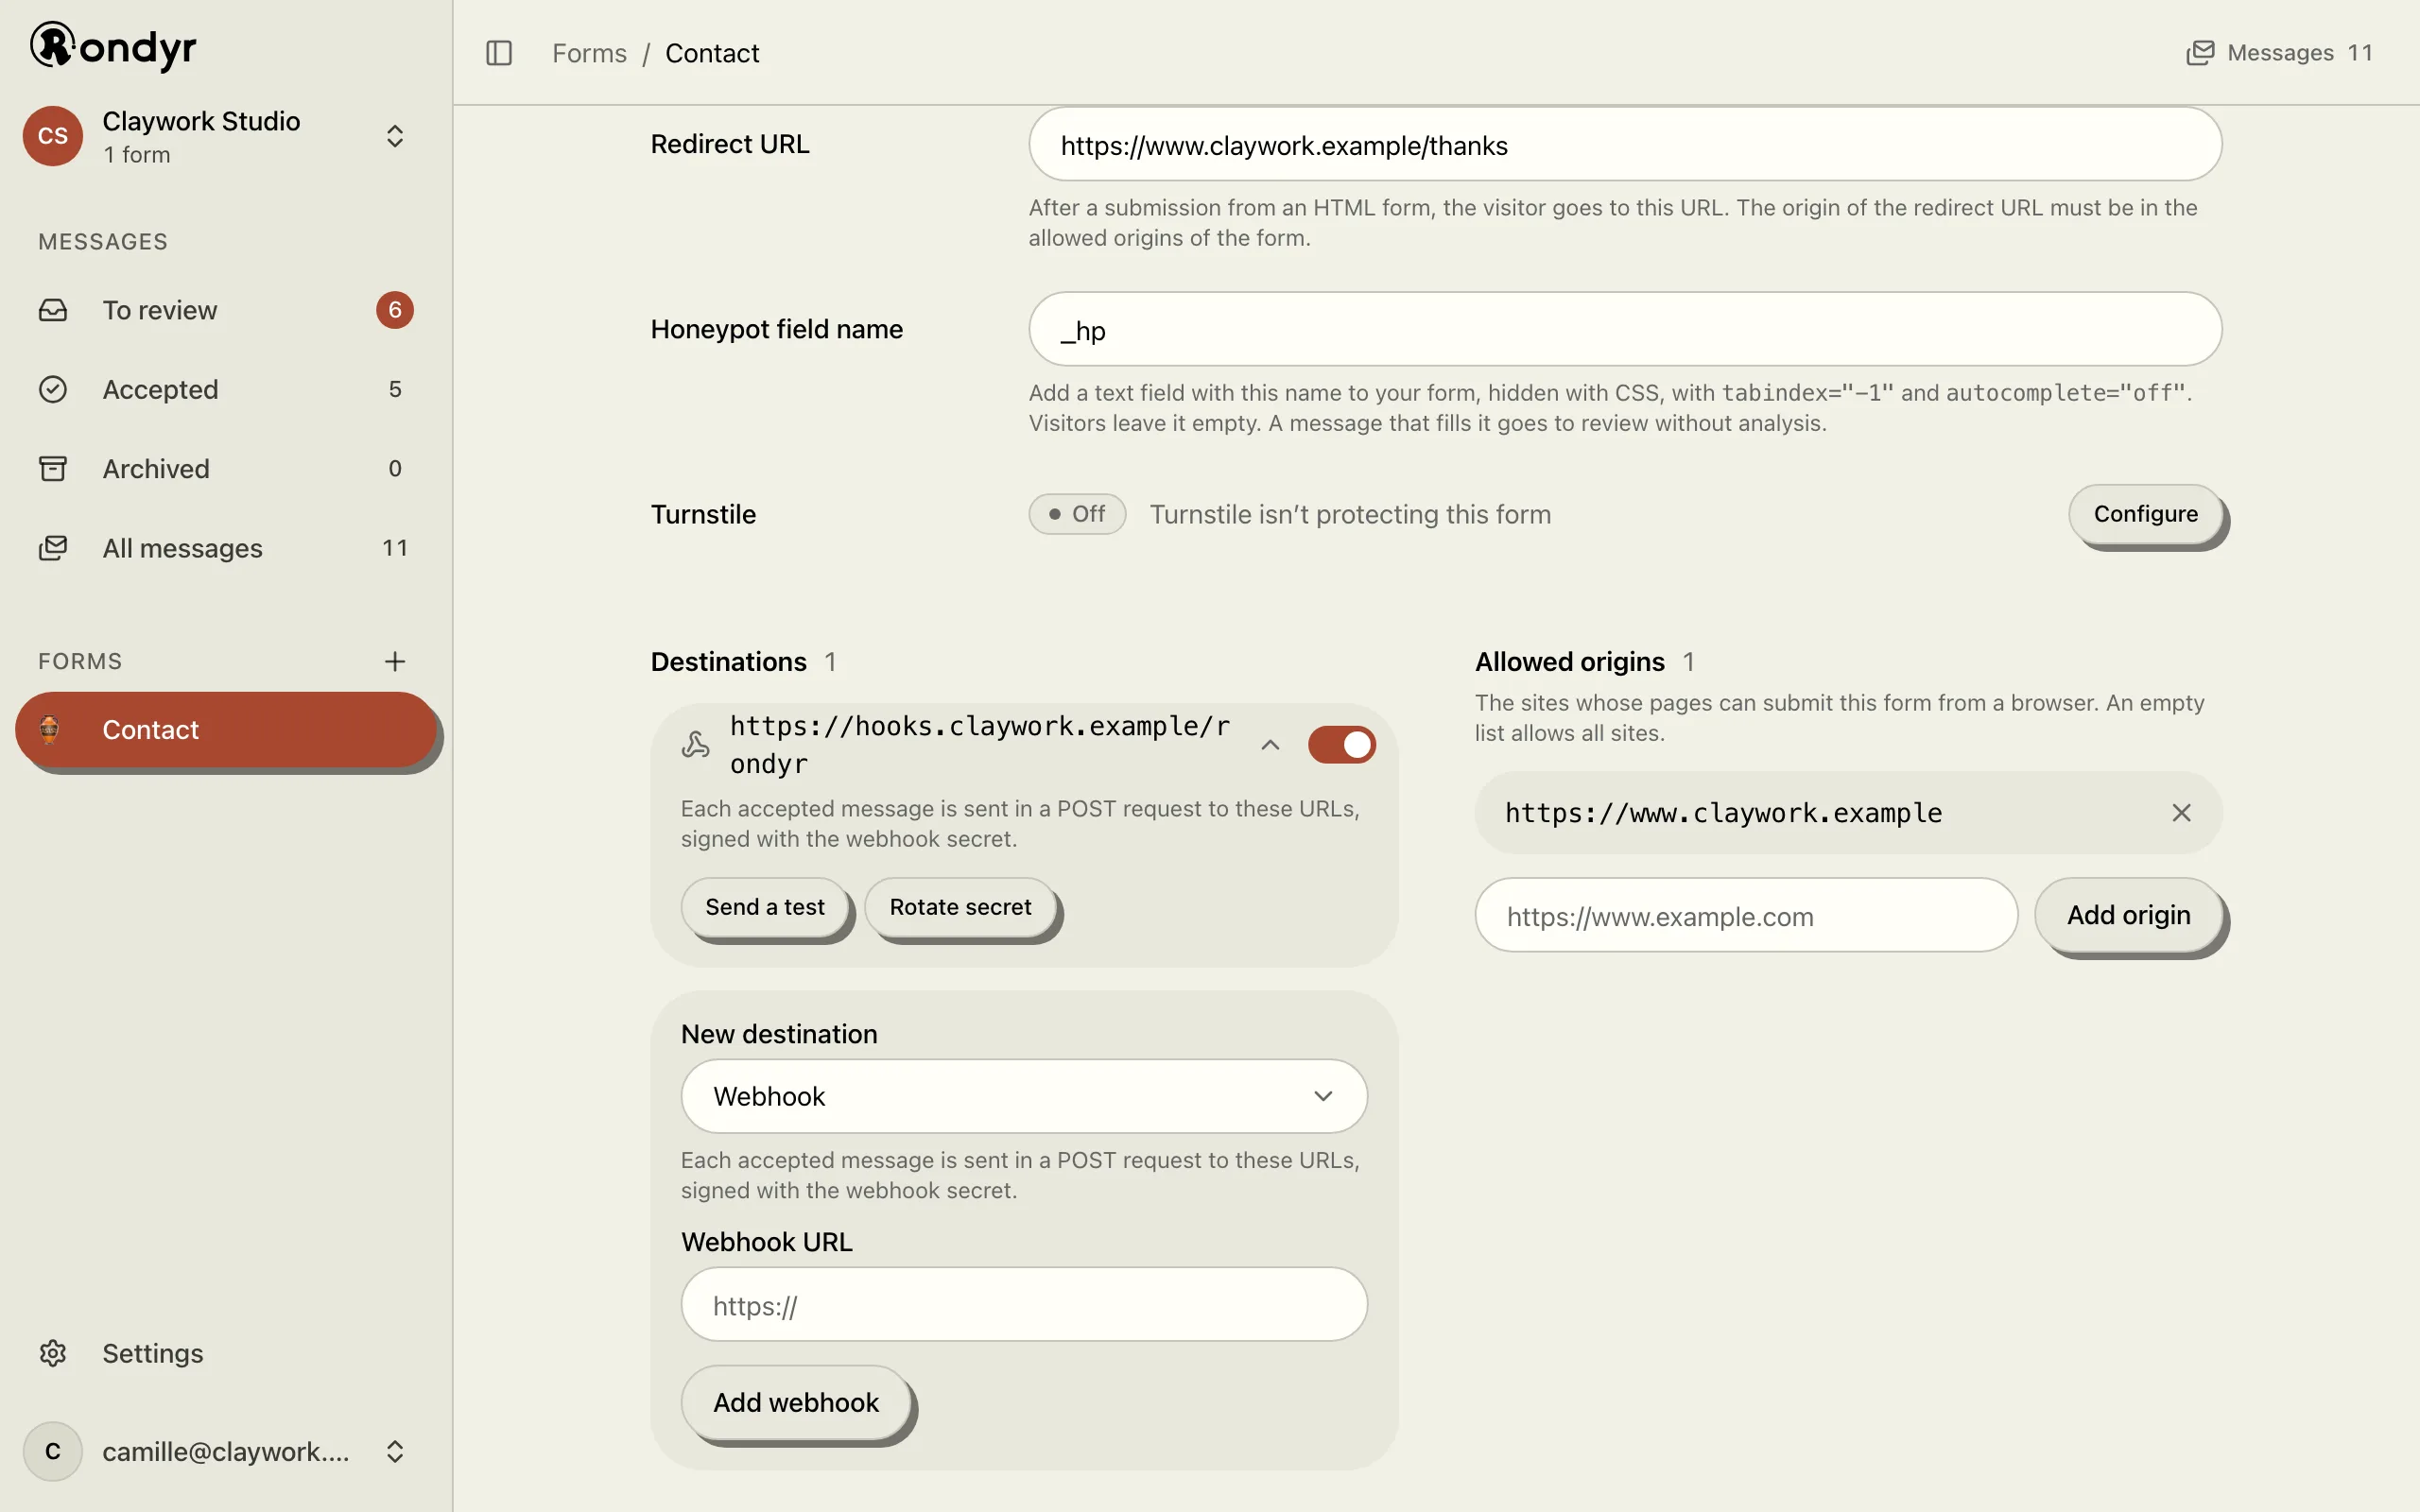 Rondyr
CS
Claywork Studio
1 form
MESSAGES
To review
6
Accepted
5
Archived
0
All messages
11
FORMS
Contact
Settings
C
camille@claywork....
Forms / Contact
Messages 11
Redirect URL
https://www.claywork.example/thanks
After a submission from an HTML form, the visitor goes to this URL. The origin of the redirect URL must be in the
allowed origins of the form.
Honeypot field name
_hp
Add a text field with this name to your form, hidden with CSS, with tabindex="-1" and autocomplete="off".
Visitors leave it empty. A message that fills it goes to review without analysis.
Turnstile
Off
Turnstile isn’t protecting this form
Configure
Destinations 1
https://hooks.claywork.example/r
ondyr
Each accepted message is sent in a POST request to these URLs,
signed with the webhook secret.
Send a test
Rotate secret
New destination
Webhook
Each accepted message is sent in a POST request to these URLs,
signed with the webhook secret.
Webhook URL
https://
Add webhook
Allowed origins 1
The sites whose pages can submit this form from a browser. An empty
list allows all sites.
https://www.claywork.example
https://www.example.com
Add origin